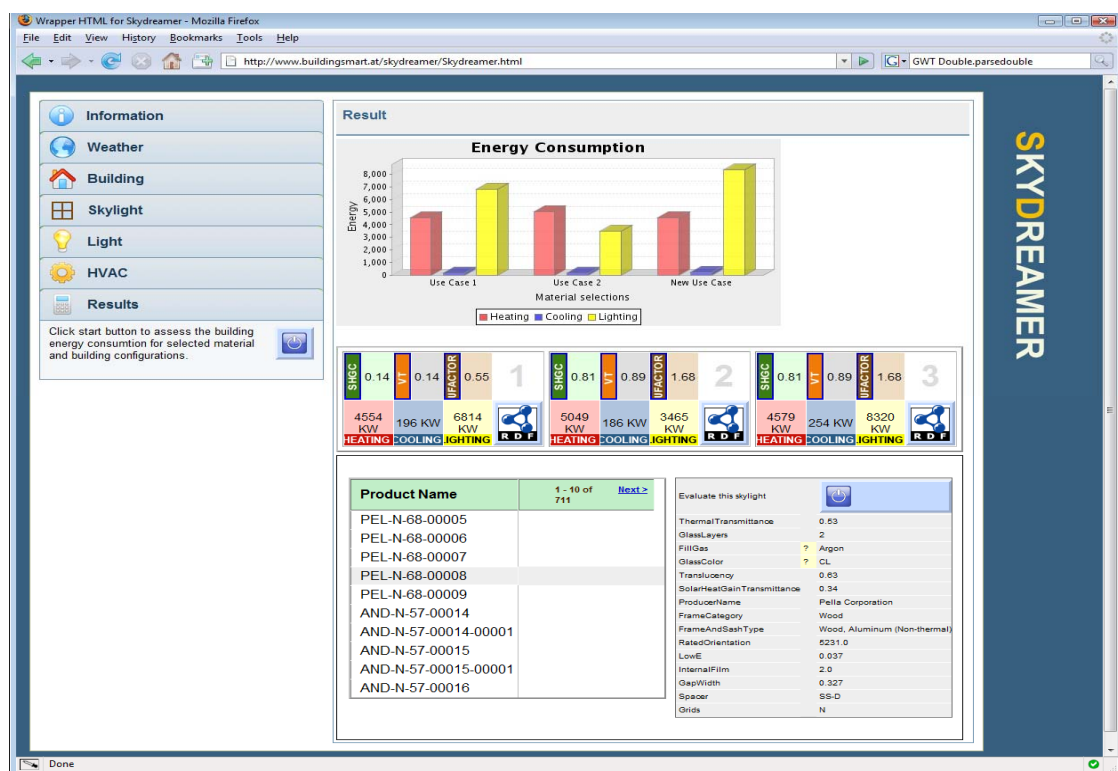 Wrapper HTML for Skydreamer - Mozilla Firefox
File Edit View History Bookmarks Tools Help
http://www.buildingsmart.at/skydreamer/Skydreamer.html
GWT Double.parsedouble
Information
Weather
Building
Skylight
Light
HVAC
Results
Click start button to assess the building
energy consumtion for selected material
and building configurations.
Result
Energy Consumption
Energy
8,000
7,000
6,000
5,000
4,000
3,000
2,000
1,000
0
Use Case 1 Use Case 2 New Use Case
Material selections
Heating Cooling Lighting
SHGC 0.14 VT 0.14 UFACTOR 0.55 1
4554 KW HEATING 196 KW COOLING 6814 KW LIGHTING RDF
SHGC 0.81 VT 0.89 UFACTOR 1.68 2
5049 KW HEATING 186 KW COOLING 3465 KW LIGHTING RDF
SHGC 0.81 VT 0.89 UFACTOR 1.68 3
4579 KW HEATING 254 KW COOLING 8320 KW LIGHTING RDF
Product Name 1 - 10 of 711 Next >
PEL-N-68-00005
PEL-N-68-00006
PEL-N-68-00007
PEL-N-68-00008
PEL-N-68-00009
AND-N-57-00014
AND-N-57-00014-00001
AND-N-57-00015
AND-N-57-00015-00001
AND-N-57-00016
Evaluate this skylight
ThermalTransmittance 0.53
GlassLayers 2
FillGas ? Argon
GlassColor ? CL
Translucency 0.63
SolarHeatGainTransmittance 0.34
ProducerName Pella Corporation
FrameCategory Wood
FrameAndSashType Wood, Aluminum (Non-thermal)
RatedOrientation 5231.0
LowE 0.037
InternalFilm 2.0
GapWidth 0.327
Spacer SS-D
Grids N
SKYDREAMER
Done